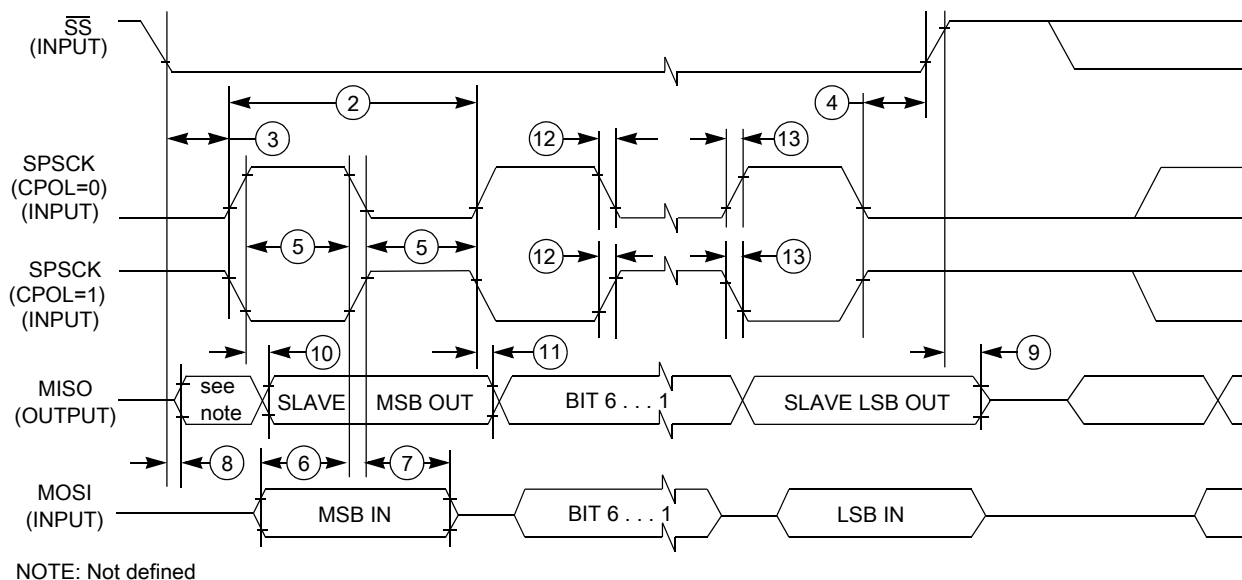 SS
(INPUT)
2
4
3
12
13
SPSCK
(CPOL=0)
(INPUT)
5
5
SPSCK
(CPOL=1)
(INPUT)
12
13
10
11
9
MISO
(OUTPUT)
see
note
SLAVE
MSB OUT
BIT 6 . . . 1
SLAVE LSB OUT
8
6
7
MOSI
(INPUT)
MSB IN
BIT 6 . . . 1
LSB IN
NOTE: Not defined